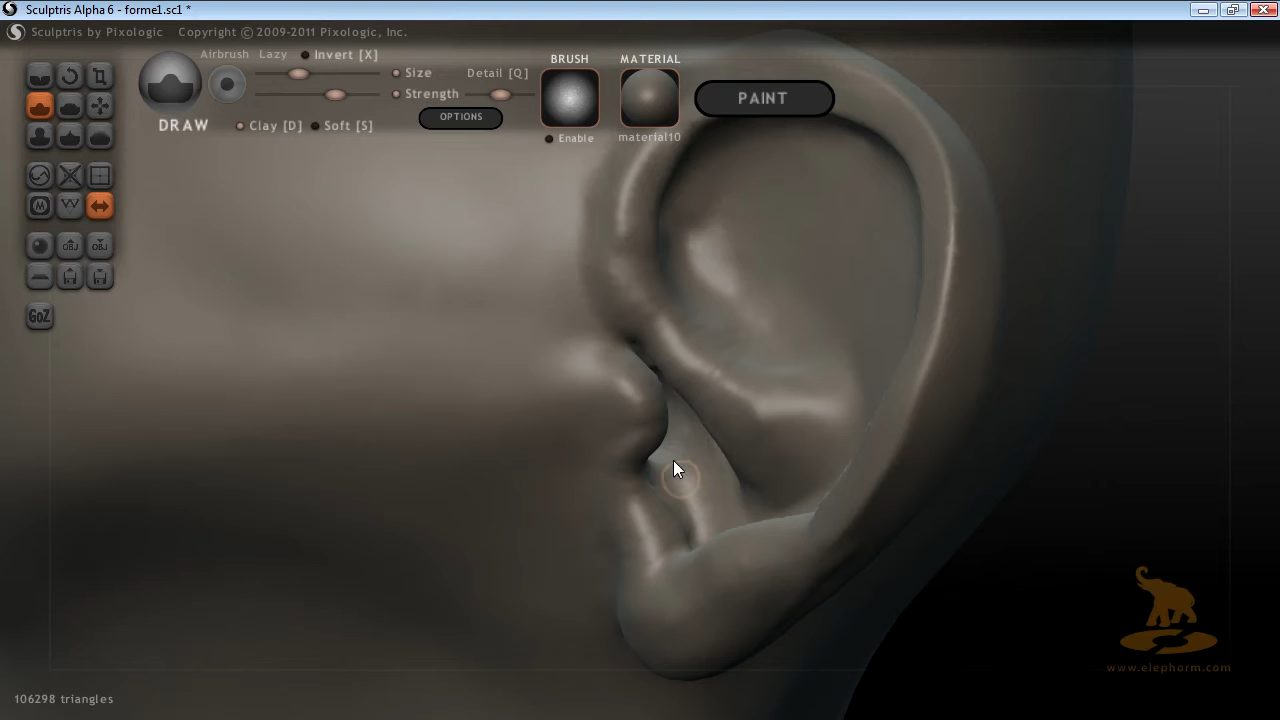 Sculptris Alpha 6 - forme1.sc1 *
Sculptris by Pixologic Copyright © 2009-2011 Pixologic, Inc.
Airbrush Lazy Invert [X]
BRUSH MATERIAL
Size Detail [Q]
Strength
PAINT
OPTIONS
DRAW Clay [D] Soft [S]
Enable material10
OBJ OBJ
GoZ
www.elephorm.com
106298 triangles